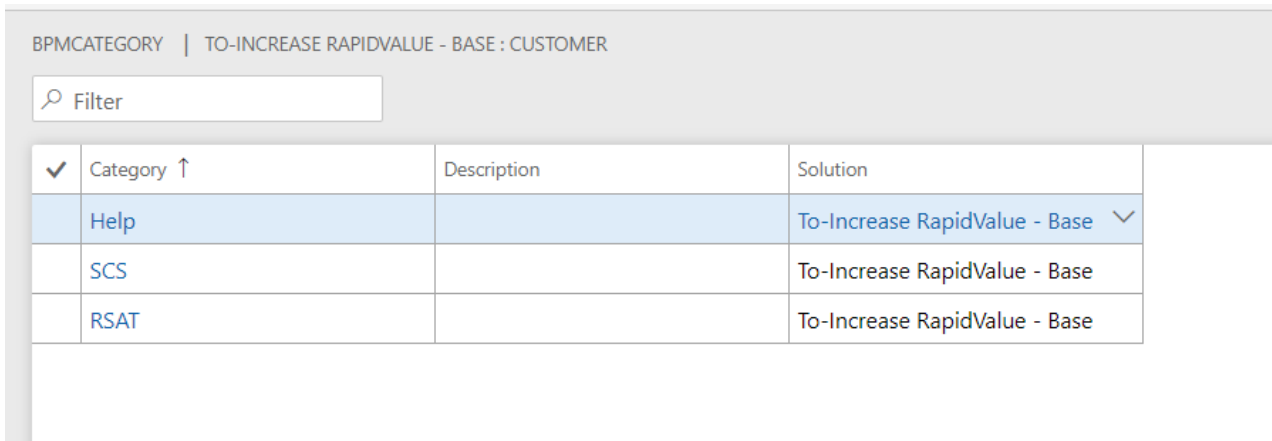 BPMCATEGORY | TO-INCREASE RAPIDVALUE - BASE : CUSTOMER
Filter
Category ↑ Description Solution
Help To-Increase RapidValue - Base
SCS To-Increase RapidValue - Base
RSAT To-Increase RapidValue - Base